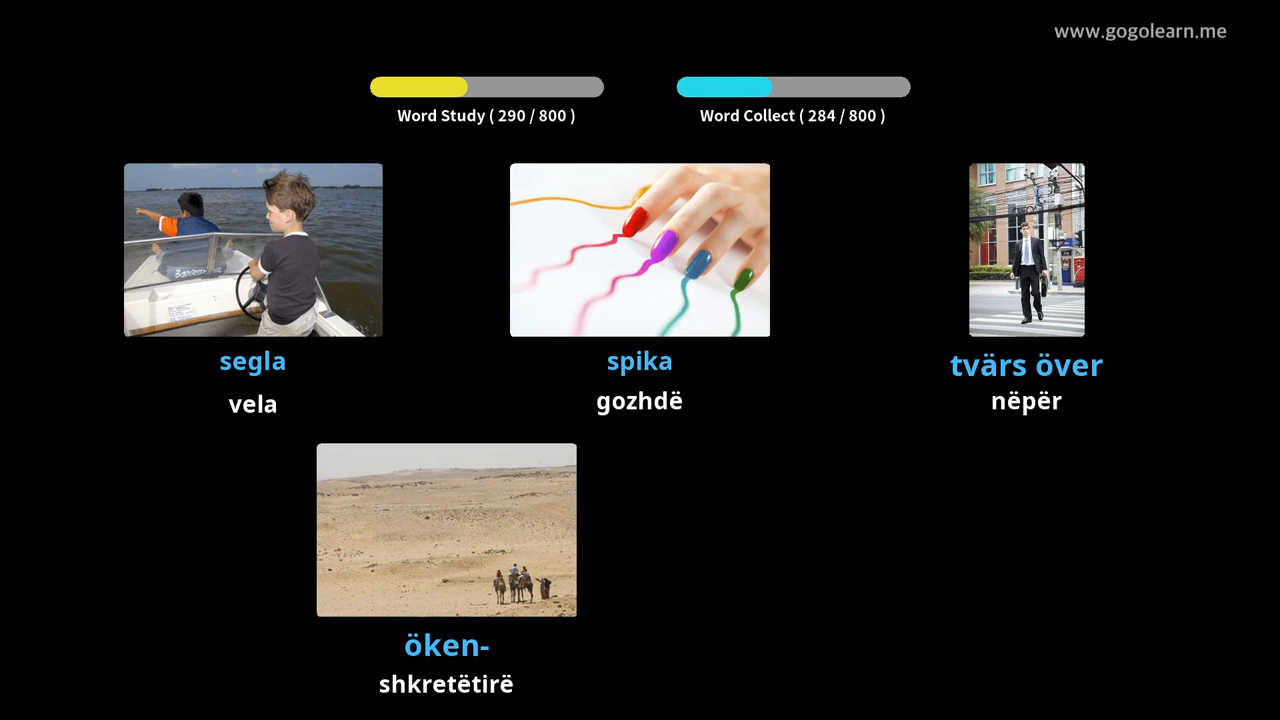 www.gogolearn.me
Word Study ( 290 / 800 )
Word Collect ( 284 / 800 )
segla
spika
tvärs över
vela
gozhdë
nëpër
öken-
shkretëtirë